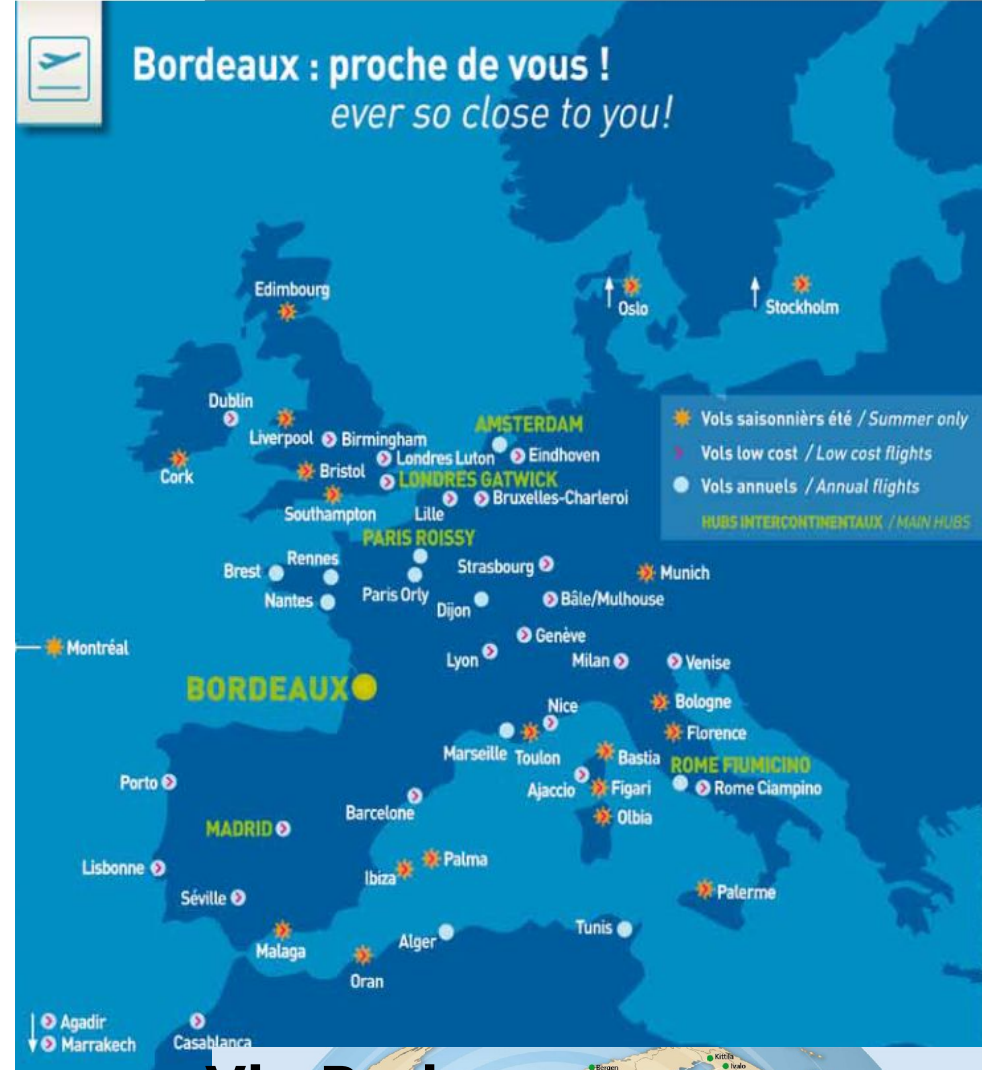 Bordeaux : proche de vous !
ever so close to you!
Edimbourg
Oslo
Stockholm
Dublin
Liverpool
Birmingham
AMSTERDAM
Cork
Bristol
Londres Luton
Eindhoven
LONDRES GATWICK
Southampton
Lille
Bruxelles-Charleroi
Vols saisonnièrs été / Summer only
Vols low cost / Low cost flights
Vols annuels / Annual flights
HUBS INTERCONTINENTAUX / MAIN HUBS
PARIS ROISSY
Brest
Rennes
Strasbourg
Munich
Nantes
Paris Orly
Dijon
Bâle/Mulhouse
Genève
Montréal
Lyon
Milan
Venise
BORDEAUX
Nice
Bologne
Marseille
Toulon
Florence
Bastia
ROME FIUMICINO
Porto
Ajaccio
Figari
Rome Ciampino
Barcelone
Olbia
MADRID
Lisbonne
Ibiza
Palma
Séville
Palerme
Malaga
Alger
Tunis
Oran
Agadir
Marrakech
Casablanca
Kittilä
Bergen
Ivalo